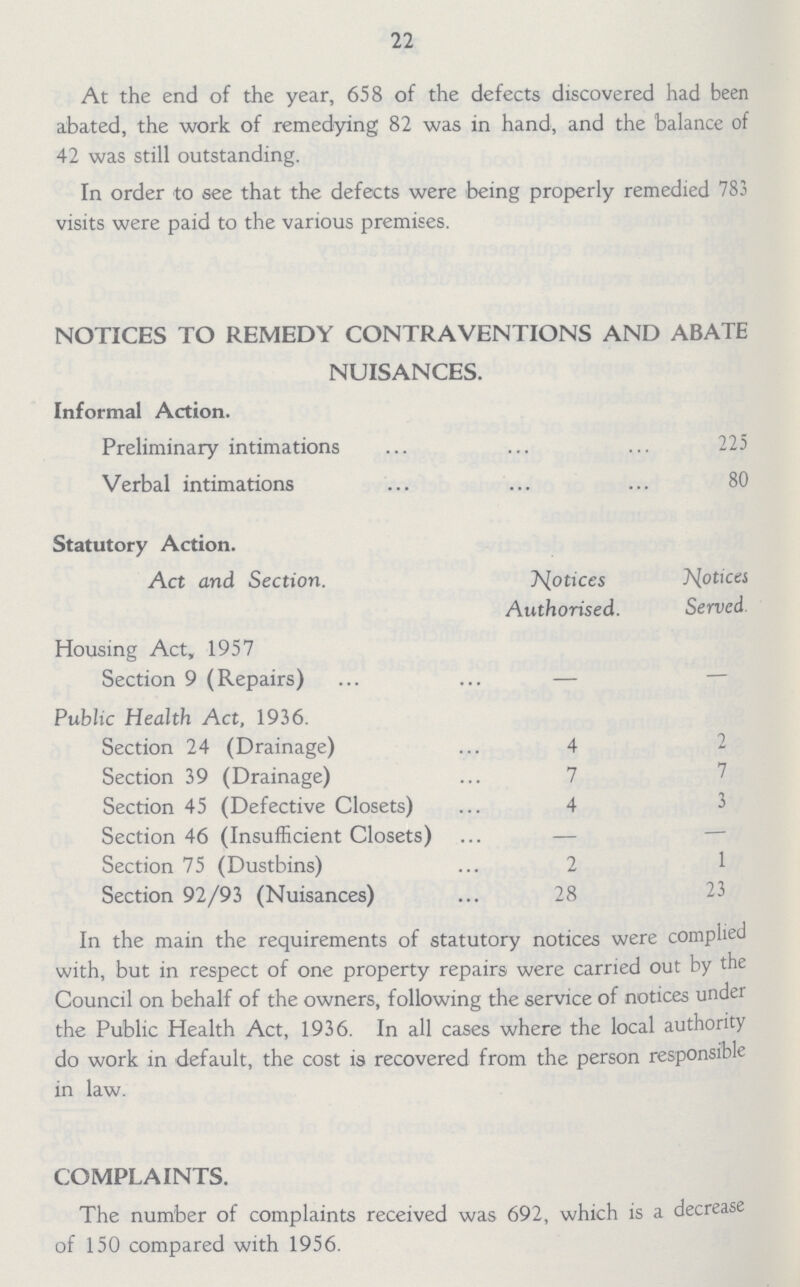 22
At the end of the year, 658 of the defects discovered had been
abated, the work of remedying 82 was in hand, and the balance of
42 was still outstanding.
In order to see that the defects were being properly remedied 783
visits were paid to the various premises.
NOTICES TO REMEDY CONTRAVENTIONS AND ABATE
NUISANCES.
Informal Action.
Preliminary intimations ... ... ... 225
Verbal intimations ... ... ... 80
Statutory Action.
Act and Section. Notices Notices
Authorised. Served.
Housing Act, 1957
Section 9 (Repairs) ... ... — —
Public Health Act, 1936.
Section 24 (Drainage) ... 4 2
Section 39 (Drainage) ... 7 7
Section 45 (Defective Closets) ... 4 3
Section 46 (Insufficient Closets) ... — —
Section 75 (Dustbins) ... 2 1
Section 92/93 (Nuisances) ... 28 23
In the main the requirements of statutory notices were complied
with, but in respect of one property repairs were carried out by the
Council on behalf of the owners, following the service of notices under
the Public Health Act, 1936. In all cases where the local authority
do work in default, the cost is recovered from the person responsible
in law.
COMPLAINTS.
The number of complaints received was 692, which is a decrease
of 150 compared with 1956.